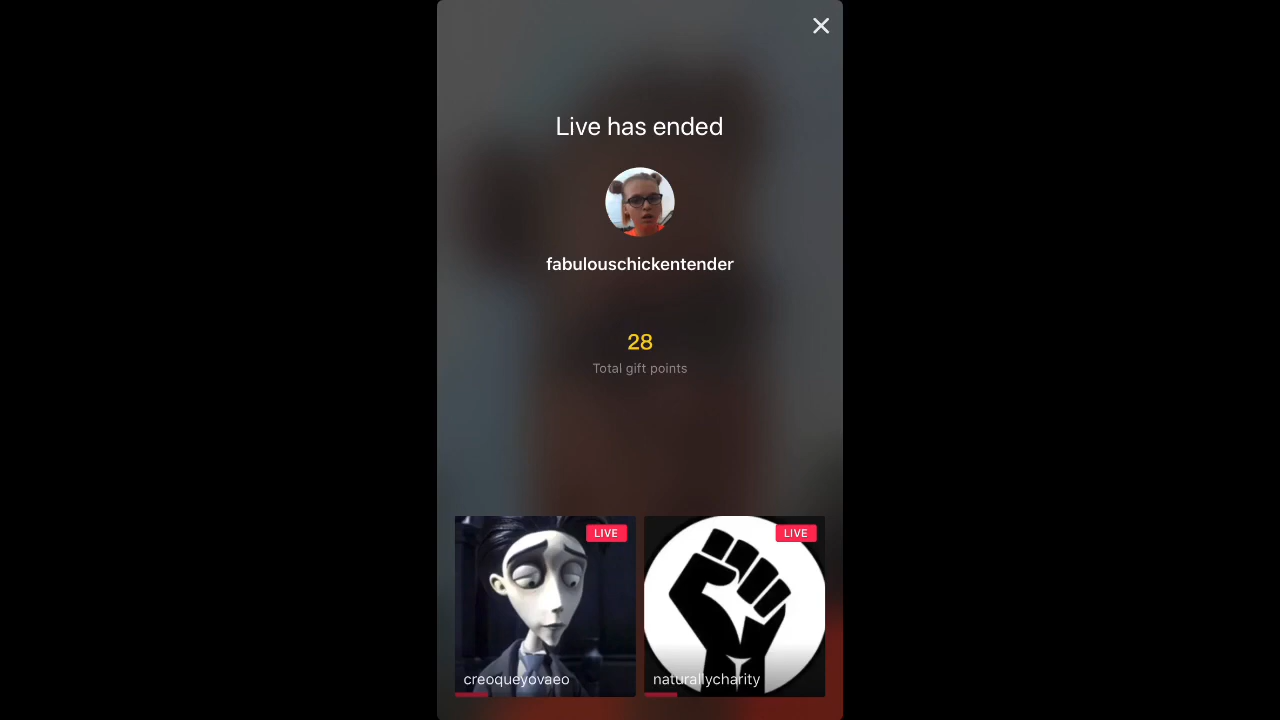 Live has ended
fabulouschickentender
28
Total gift points
LIVE
LIVE
creoqueyovaeo
naturallycharity